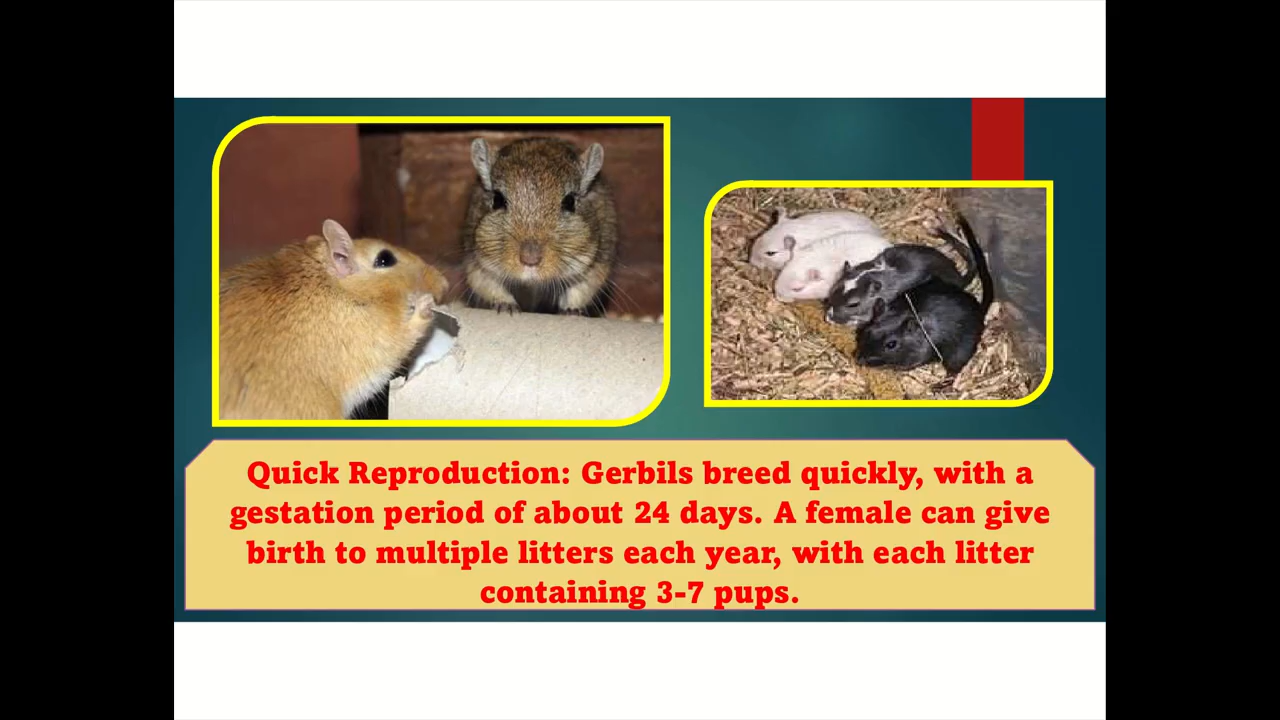 Quick Reproduction: Gerbils breed quickly, with a
gestation period of about 24 days. A female can give
birth to multiple litters each year, with each litter
containing 3-7 pups.